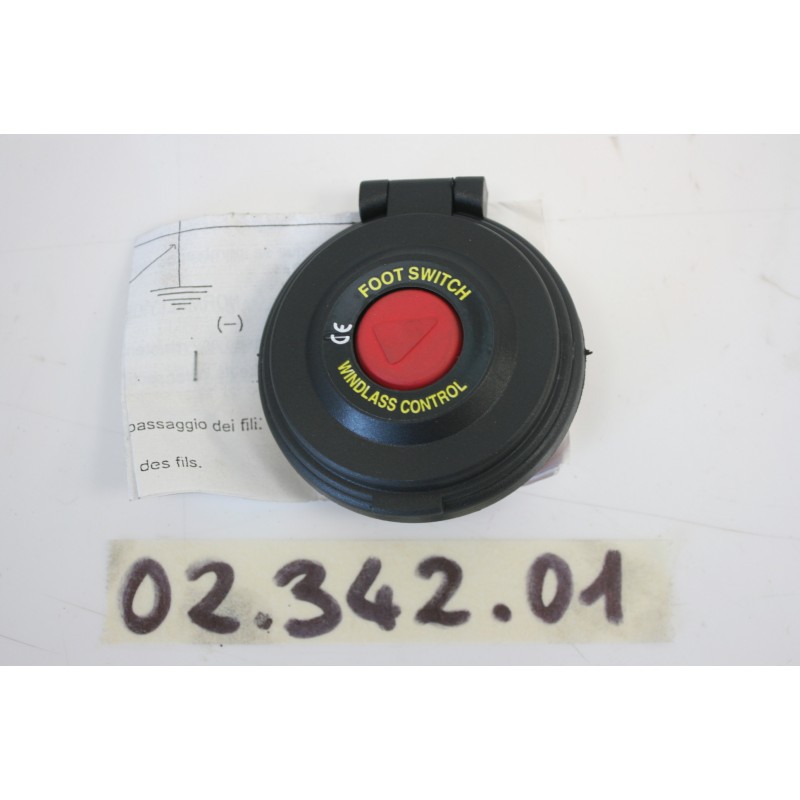 FOOT SWITCH
CE
WINDLASS CONTROL
(-)
passaggio dei fili.
des fils.
02.342.01